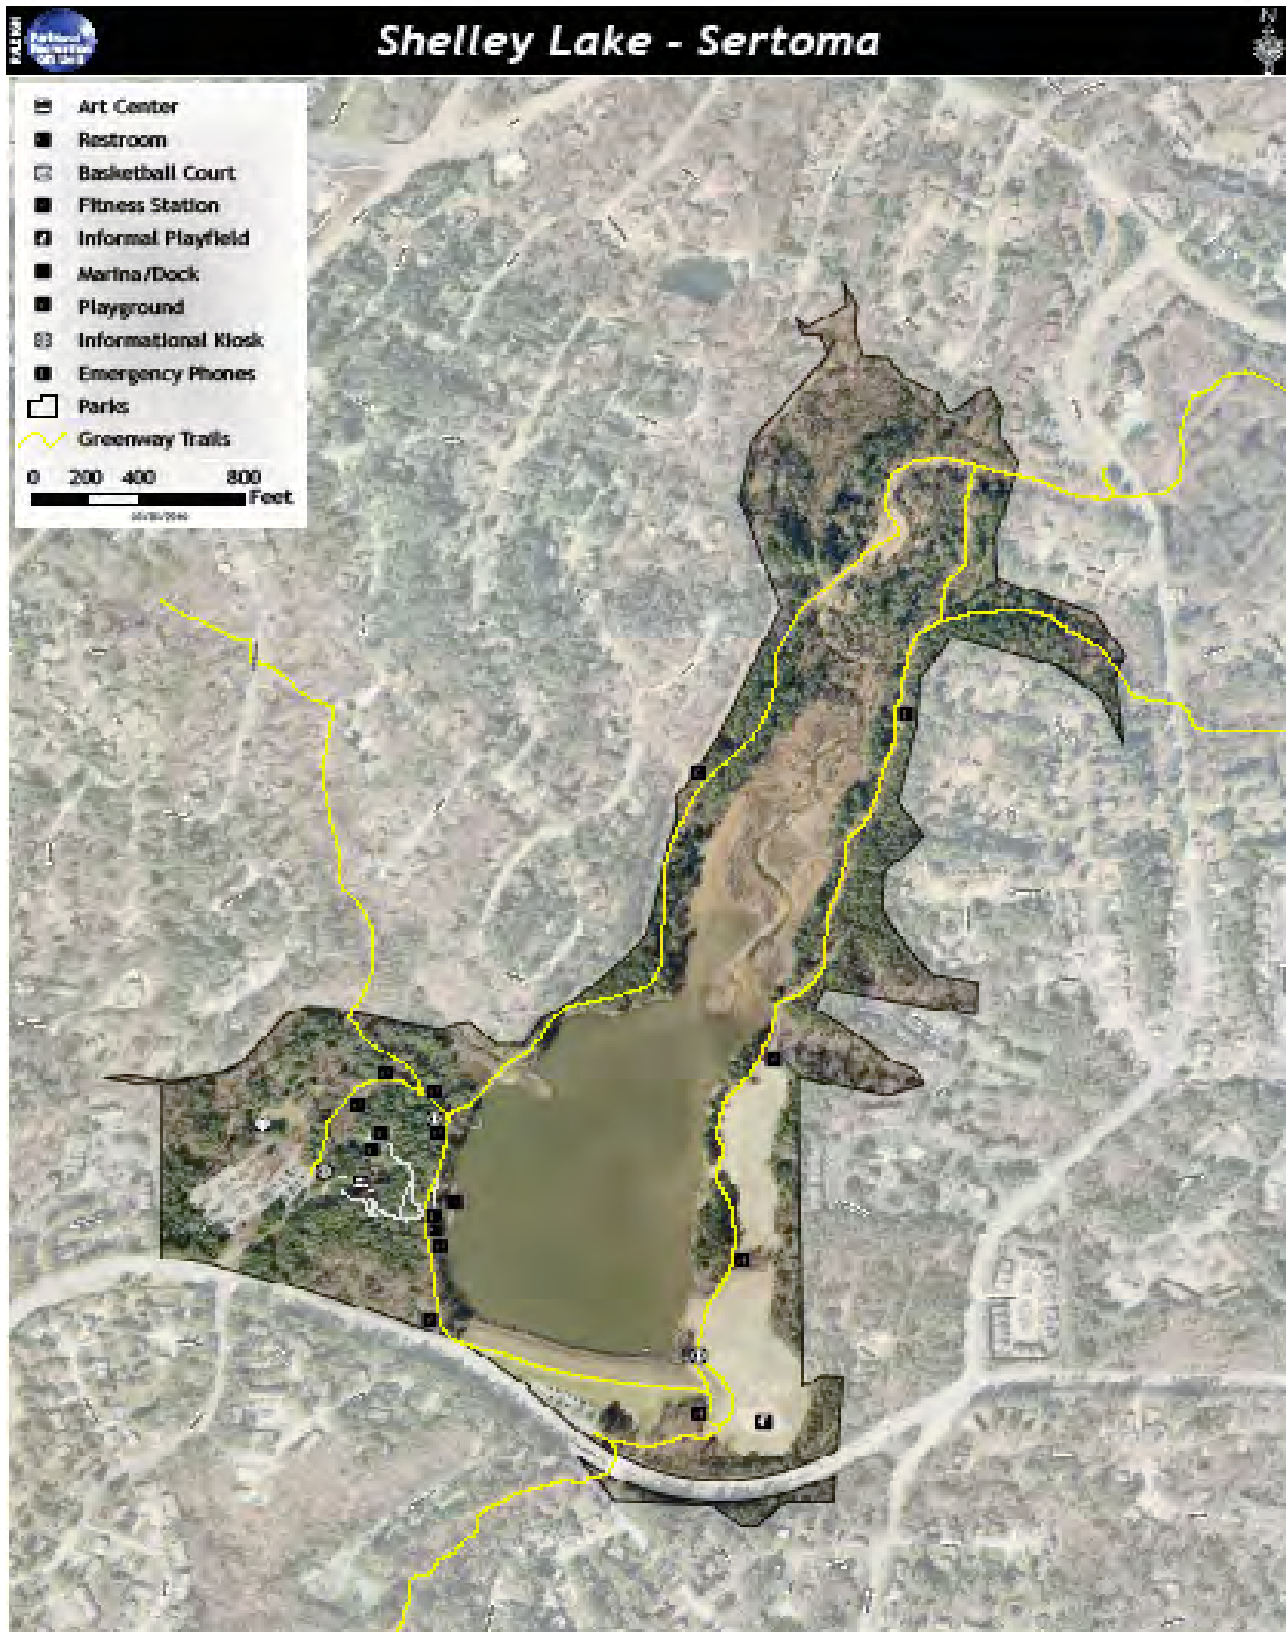 RALEIGH
Shelley Lake - Sertoma
N
Art Center
Restroom
Basketball Court
Fitness Station
Informal Playfield
Marina/Dock
Playground
Informational Kiosk
Emergency Phones
Parks
Greenway Trails
0 200 400 800
Feet